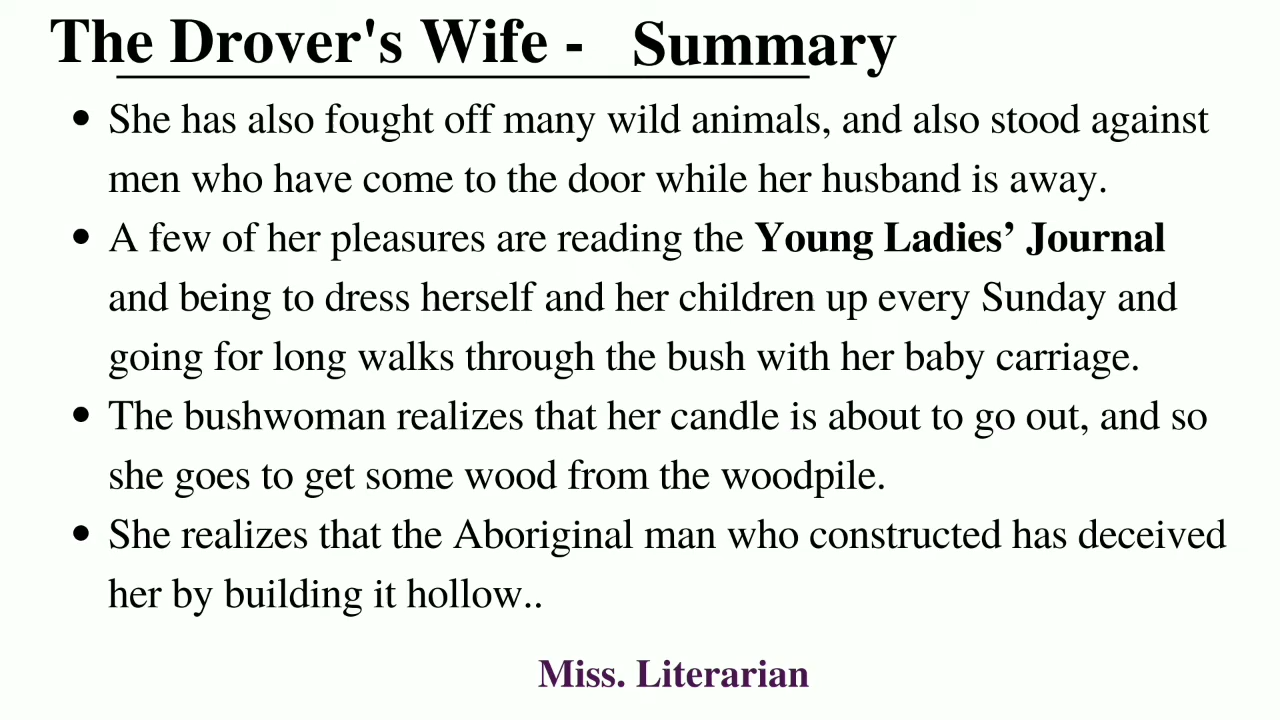 The Drover's Wife - Summary
• She has also fought off many wild animals, and also stood against
men who have come to the door while her husband is away.
• A few of her pleasures are reading the Young Ladies’ Journal
and being to dress herself and her children up every Sunday and
going for long walks through the bush with her baby carriage.
• The bushwoman realizes that her candle is about to go out, and so
she goes to get some wood from the woodpile.
• She realizes that the Aboriginal man who constructed has deceived
her by building it hollow..
Miss. Literarian